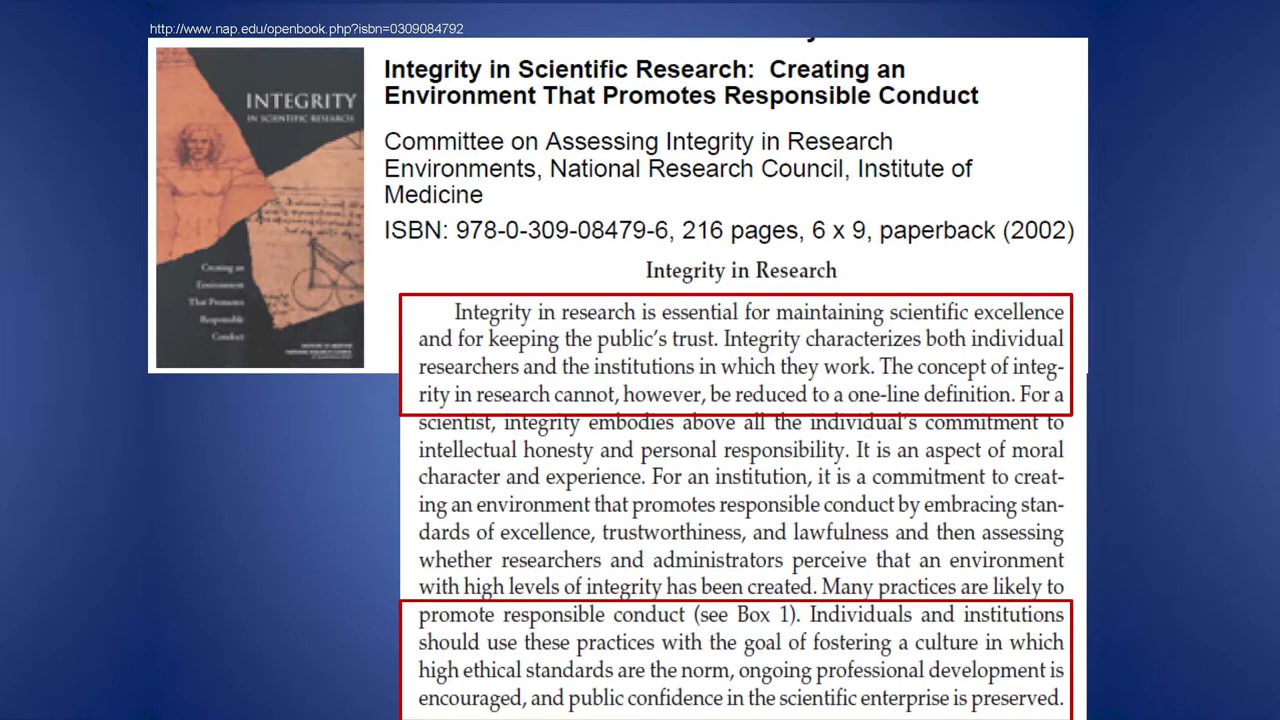 http://www.nap.edu/openbook.php?isbn=0309084792
INTEGRITY
IN SCIENTIFIC RESEARCH
Creating an
Environment
That Promotes
Responsible
Conduct
Integrity in Scientific Research: Creating an
Environment That Promotes Responsible Conduct
Committee on Assessing Integrity in Research
Environments, National Research Council, Institute of
Medicine
ISBN: 978-0-309-08479-6, 216 pages, 6 x 9, paperback (2002)
Integrity in Research
Integrity in research is essential for maintaining scientific excellence
and for keeping the public’s trust. Integrity characterizes both individual
researchers and the institutions in which they work. The concept of integ-
rity in research cannot, however, be reduced to a one-line definition. For a
scientist, integrity embodies above all the individual’s commitment to
intellectual honesty and personal responsibility. It is an aspect of moral
character and experience. For an institution, it is a commitment to creat-
ing an environment that promotes responsible conduct by embracing stan-
dards of excellence, trustworthiness, and lawfulness and then assessing
whether researchers and administrators perceive that an environment
with high levels of integrity has been created. Many practices are likely to
promote responsible conduct (see Box 1). Individuals and institutions
should use these practices with the goal of fostering a culture in which
high ethical standards are the norm, ongoing professional development is
encouraged, and public confidence in the scientific enterprise is preserved.